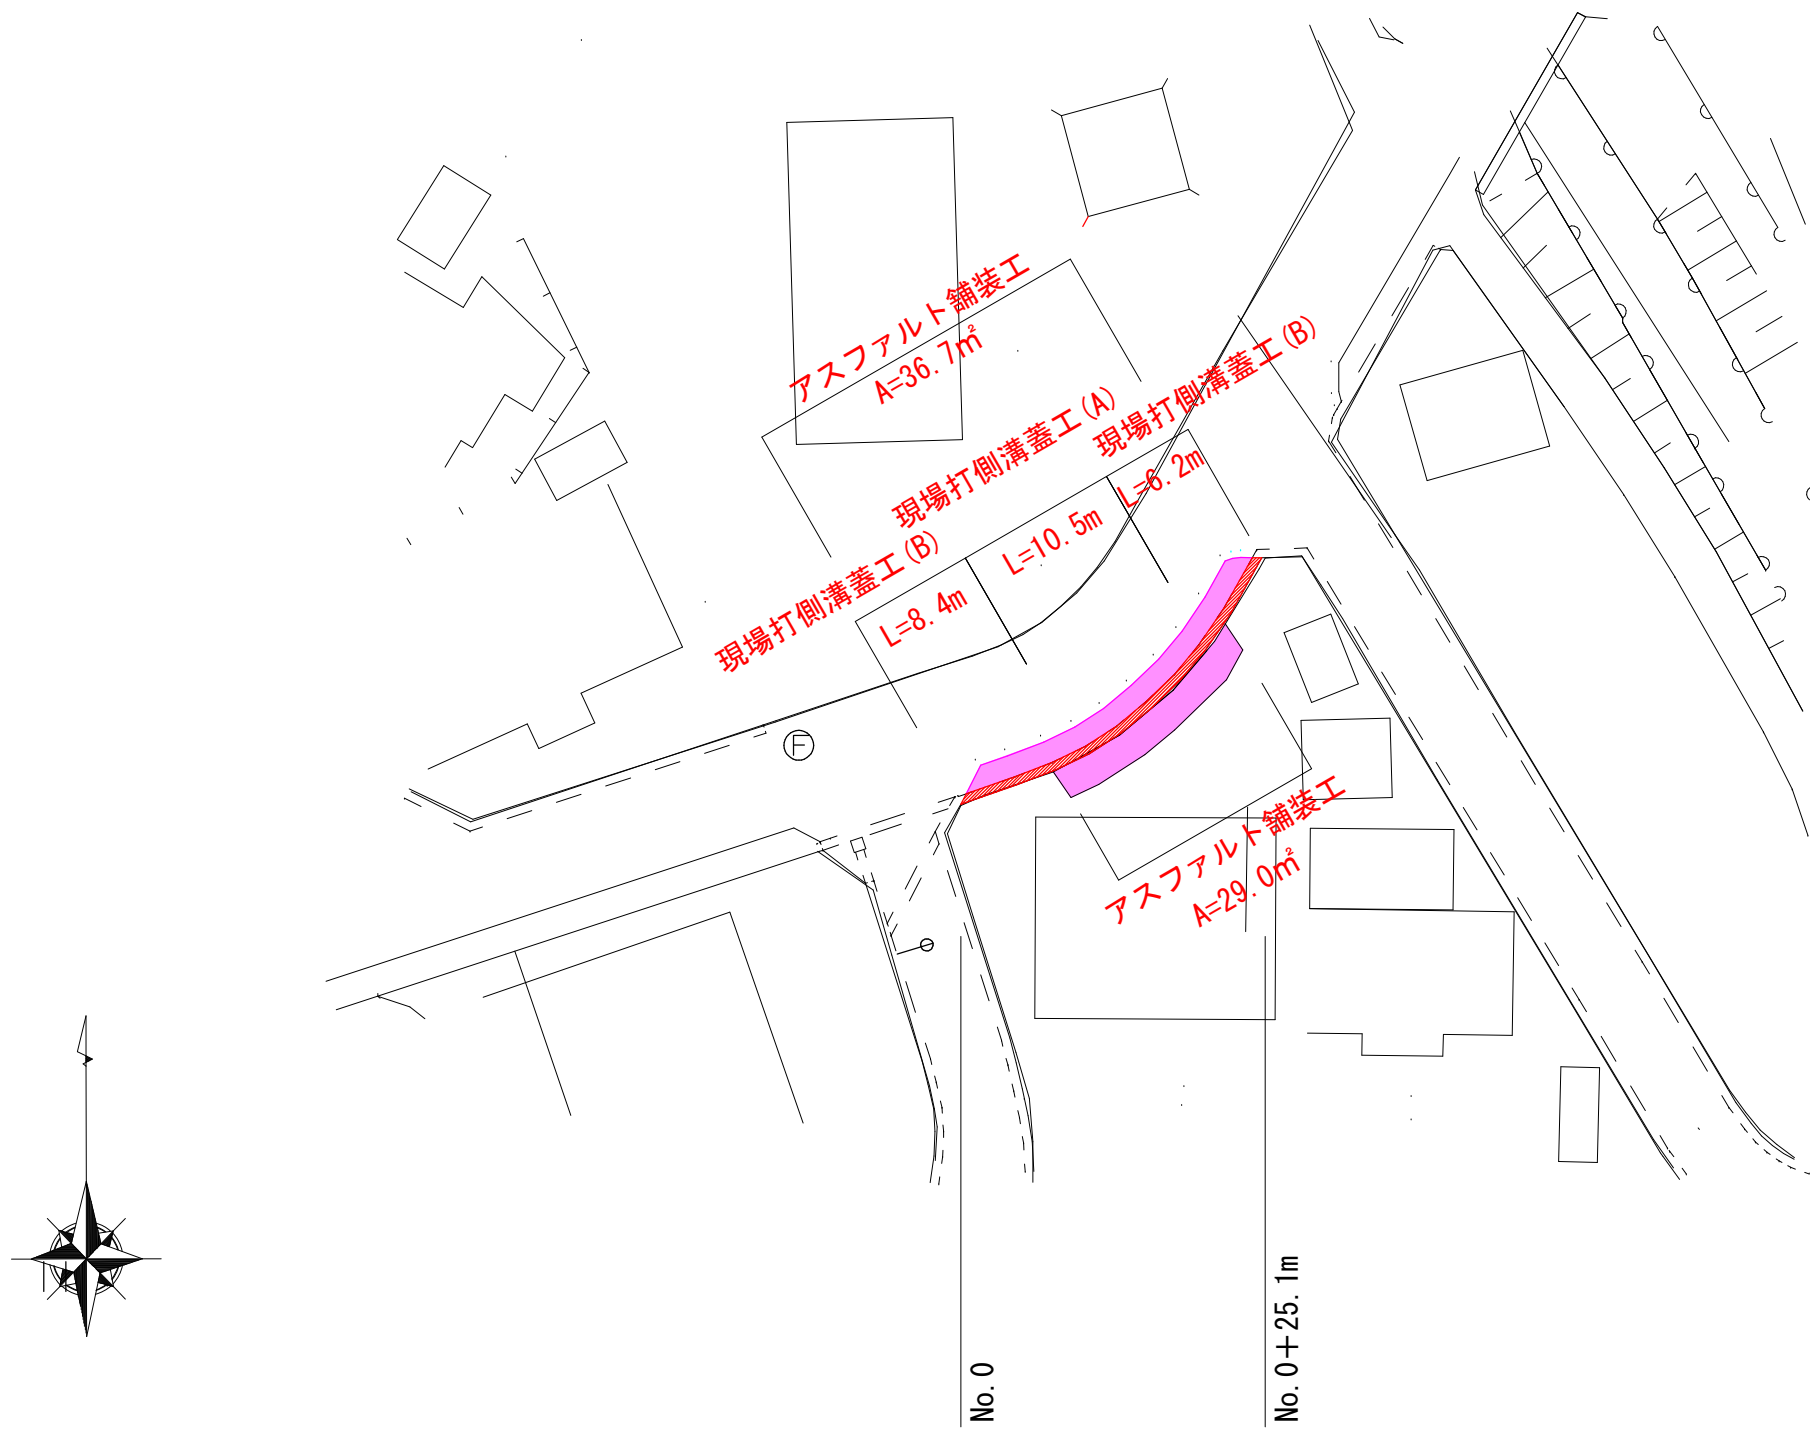 アスファルト舗装工
A=36.7㎡
現場打側溝蓋工(B)
L=6.2m
現場打側溝蓋工(A)
L=10.5m
現場打側溝蓋工(B)
L=8.4m
F
アスファルト舗装工
A=29.0㎡
No.0
No.0+25.1m